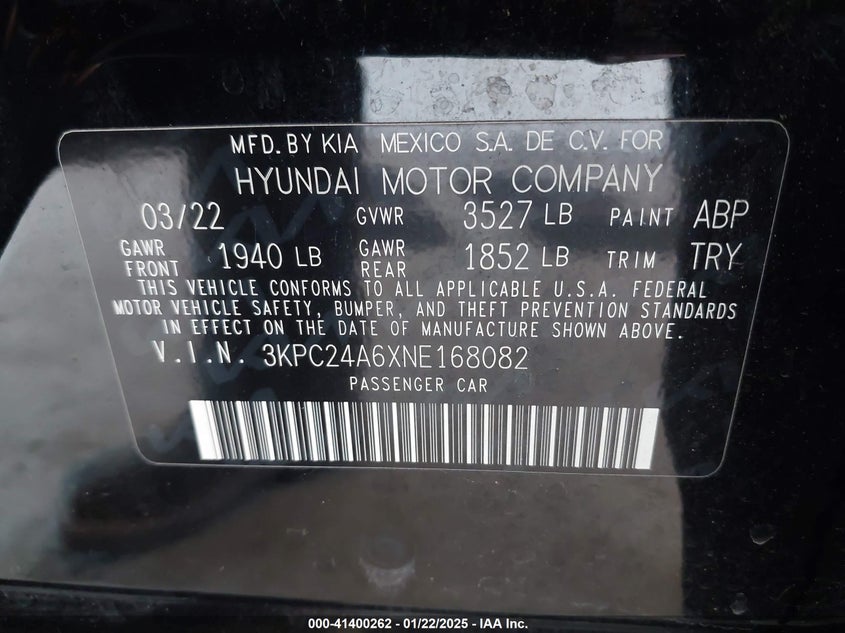 MFD. BY KIA MEXICO S.A. DE C.V. FOR
HYUNDAI MOTOR COMPANY
03/22 GVWR 3527 LB PAINT ABP
GAWR FRONT 1940 LB GAWR REAR 1852 LB TRIM TRY
THIS VEHICLE CONFORMS TO ALL APPLICABLE U.S.A. FEDERAL
MOTOR VEHICLE SAFETY, BUMPER, AND THEFT PREVENTION STANDARDS
IN EFFECT ON THE DATE OF MANUFACTURE SHOWN ABOVE.
V.I.N. 3KPC24A6XNE168082
PASSENGER CAR
000-41400262 - 01/22/2025 - IAA Inc.